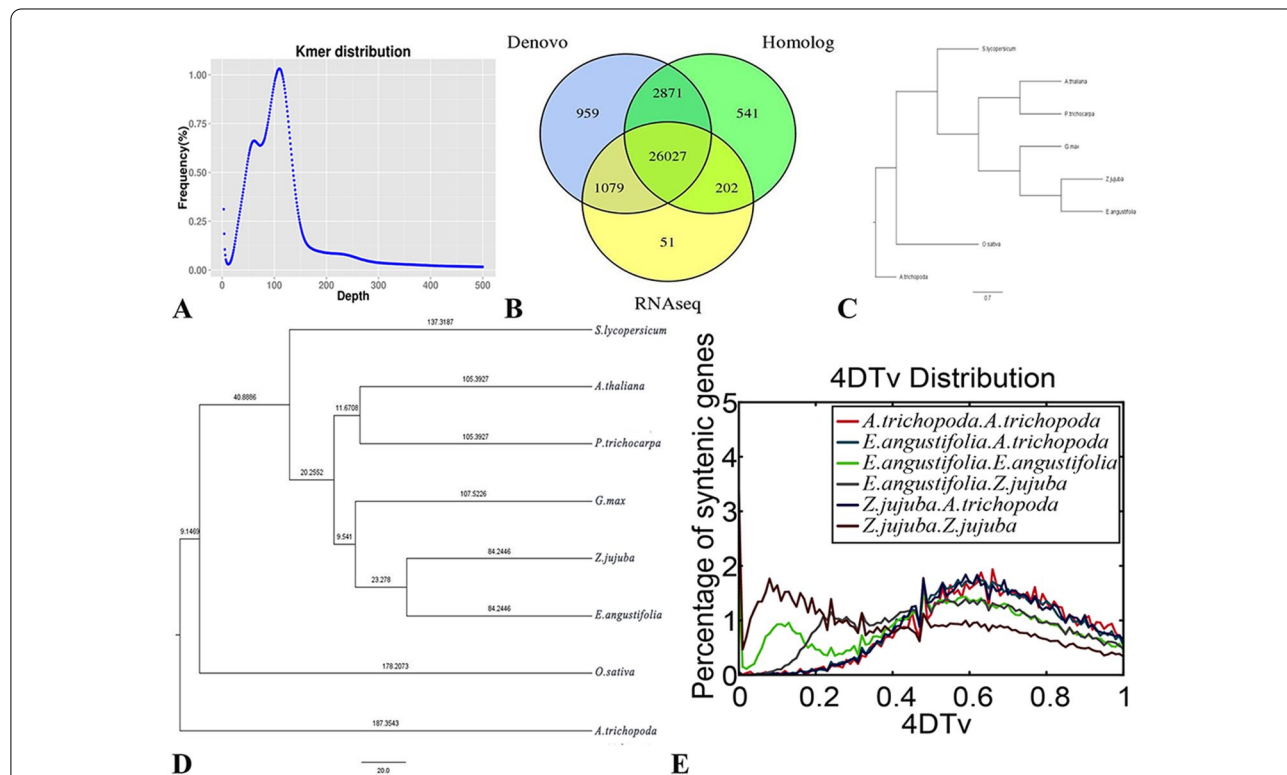 Kmer distribution
Frequency(%)
1.00
0.75
0.50
0.25
0.00
0
100
200
300
400
500
Depth
A
Denovo
Homolog
959
2871
541
26027
1079
202
51
RNAseq
B
S.lycopersicum
A.thaliana
P.trichocarpa
G.max
Z.jujuba
E.angustifolia
O.sativa
A.trichopoda
0.7
C
137.3187
S.lycopersicum
40.8886
105.3927
A.thaliana
11.6708
105.3927
P.trichocarpa
20.2552
107.5226
G.max
9.1469
9.541
84.2446
Z.jujuba
23.278
84.2446
E.angustifolia
178.2073
O.sativa
187.3543
A.trichopoda
20.0
D
4DTv Distribution
Percentage of syntenic genes
5
4
3
2
1
0
A.trichopoda.A.trichopoda
E.angustifolia.A.trichopoda
E.angustifolia.E.angustifolia
E.angustifolia.Z.jujuba
Z.jujuba.A.trichopoda
Z.jujuba.Z.jujuba
0
0.2
0.4
0.6
0.8
1
4DTv
E